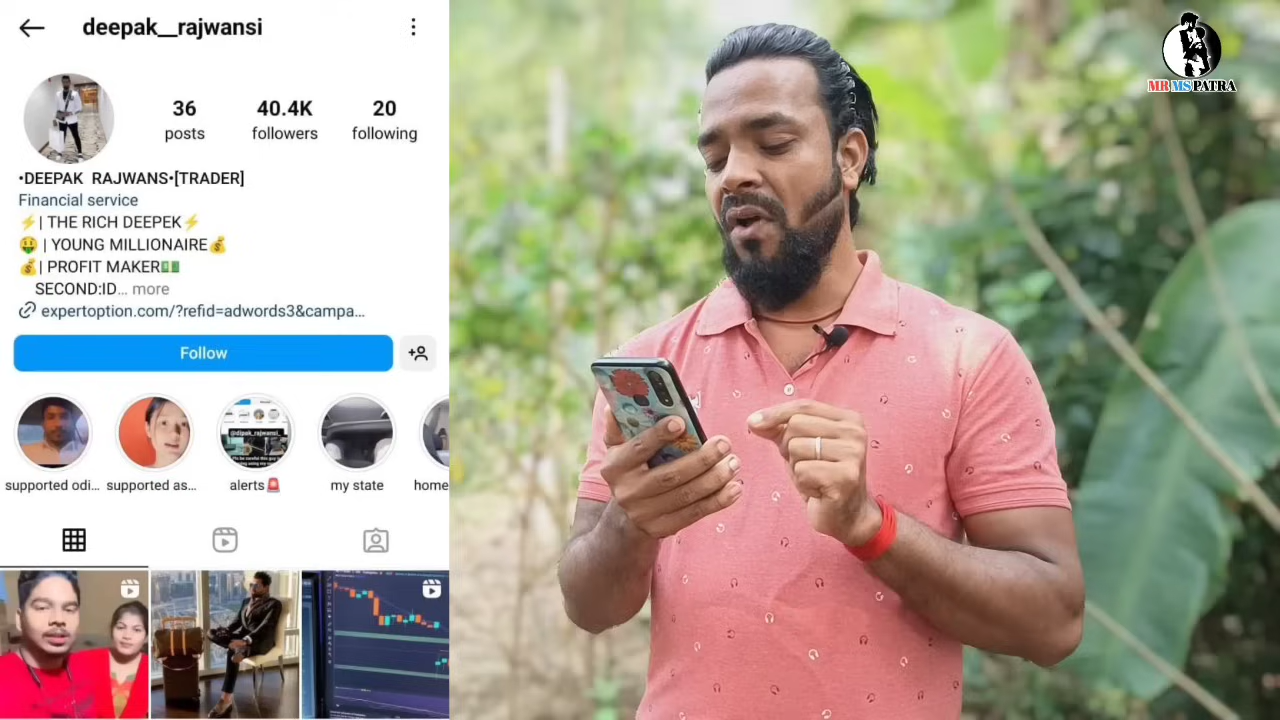 deepak__rajwansi
36 posts
40.4K followers
20 following
•DEEPAK RAJWANS•[TRADER]
Financial service
⚡| THE RICH DEEPEK⚡
🤑 | YOUNG MILLIONAIRE💰
💰| PROFIT MAKER💵
SECOND:ID... more
expertoption.com/?refid=adwords3&campa...
Follow
@dipak_rajwansi_
supported odi...
supported as...
alerts🚨
my state
home
MR MS PATRA